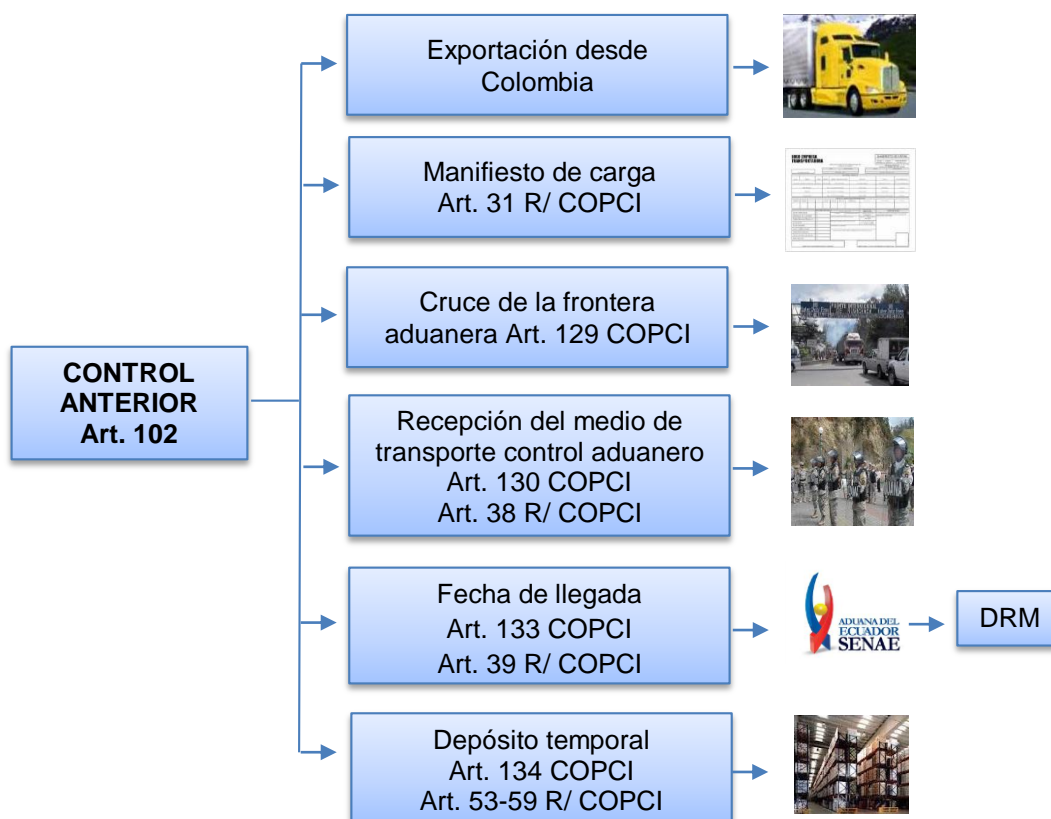 Exportación desde
Colombia
Manifiesto de carga
Art. 31 R/ COPCI
Cruce de la frontera
aduanera Art. 129 COPCI
CONTROL
ANTERIOR
Art. 102
Recepción del medio de
transporte control aduanero
Art. 130 COPCI
Art. 38 R/ COPCI
Fecha de llegada
Art. 133 COPCI
Art. 39 R/ COPCI
ADUANA DEL
ECUADOR
SENAE
DRM
Depósito temporal
Art. 134 COPCI
Art. 53-59 R/ COPCI